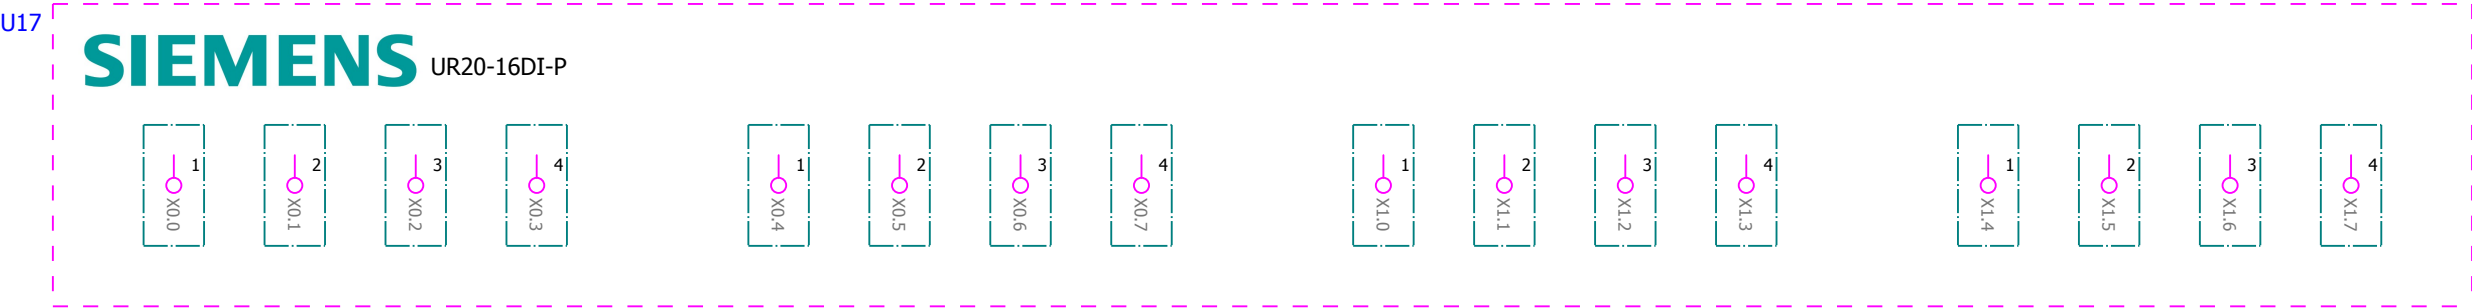 U17
SIEMENS UR20-16DI-P
1 2 3 4 1 2 3 4 1 2 3 4 1 2 3 4
X0.0 X0.1 X0.2 X0.3 X0.4 X0.5 X0.6 X0.7 X1.0 X1.1 X1.2 X1.3 X1.4 X1.5 X1.6 X1.7